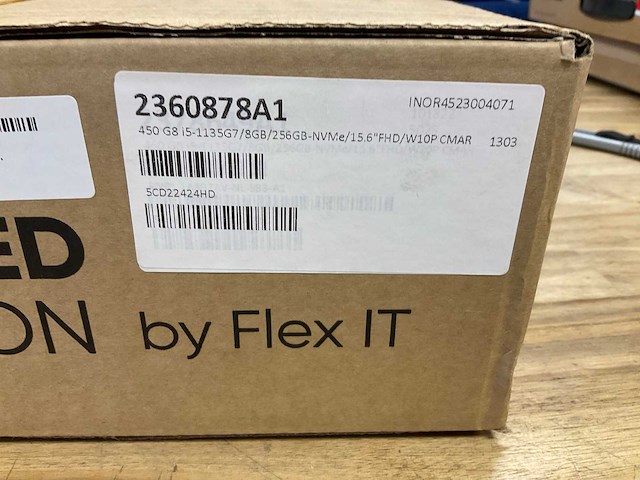 2360878A1
INOR4523004071
450 G8 i5-1135G7/8GB/256GB-NVMe/15.6"FHD/W10P CMAR 1303
5CD22424HD
ED
ON by Flex IT